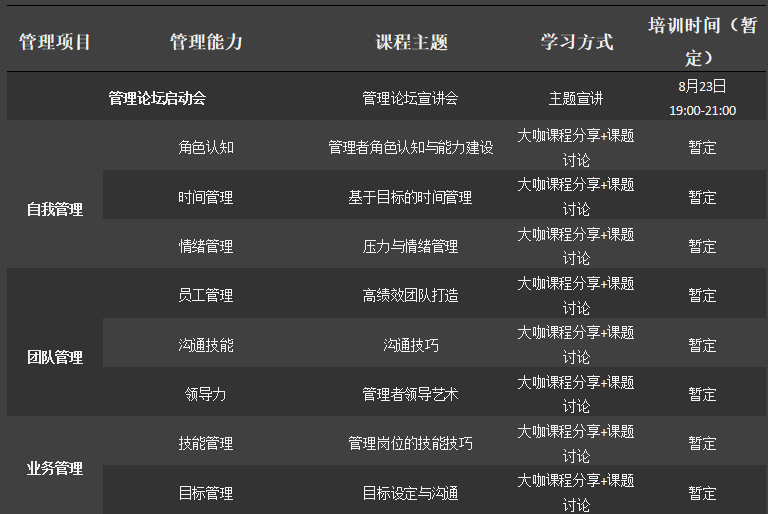 管理项目 管理能力 课程主题 学习方式 培训时间（暂定）
管理论坛启动会 管理论坛宣讲会 主题宣讲 8月23日
19:00-21:00
自我管理 角色认知 管理者角色认知与能力建设 大咖课程分享+课题
讨论 暂定
时间管理 基于目标的时间管理 大咖课程分享+课题
讨论 暂定
情绪管理 压力与情绪管理 大咖课程分享+课题
讨论 暂定
团队管理 员工管理 高绩效团队打造 大咖课程分享+课题
讨论 暂定
沟通技能 沟通技巧 大咖课程分享+课题
讨论 暂定
领导力 管理者领导艺术 大咖课程分享+课题
讨论 暂定
业务管理 技能管理 管理岗位的技能技巧 大咖课程分享+课题
讨论 暂定
目标管理 目标设定与沟通 大咖课程分享+课题
讨论 暂定